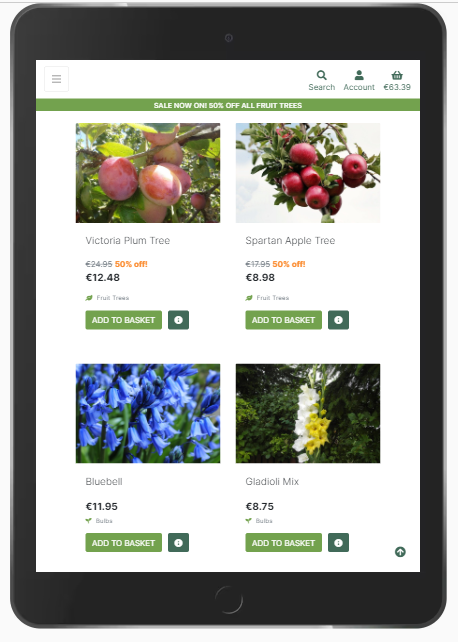 Search Account €63.39
SALE NOW ON! 50% OFF ALL FRUIT TREES
Victoria Plum Tree
€24.95 50% off!
€12.48
Fruit Trees
ADD TO BASKET
Spartan Apple Tree
€17.95 50% off!
€8.98
Fruit Trees
ADD TO BASKET
Bluebell
€11.95
Bulbs
ADD TO BASKET
Gladioli Mix
€8.75
Bulbs
ADD TO BASKET